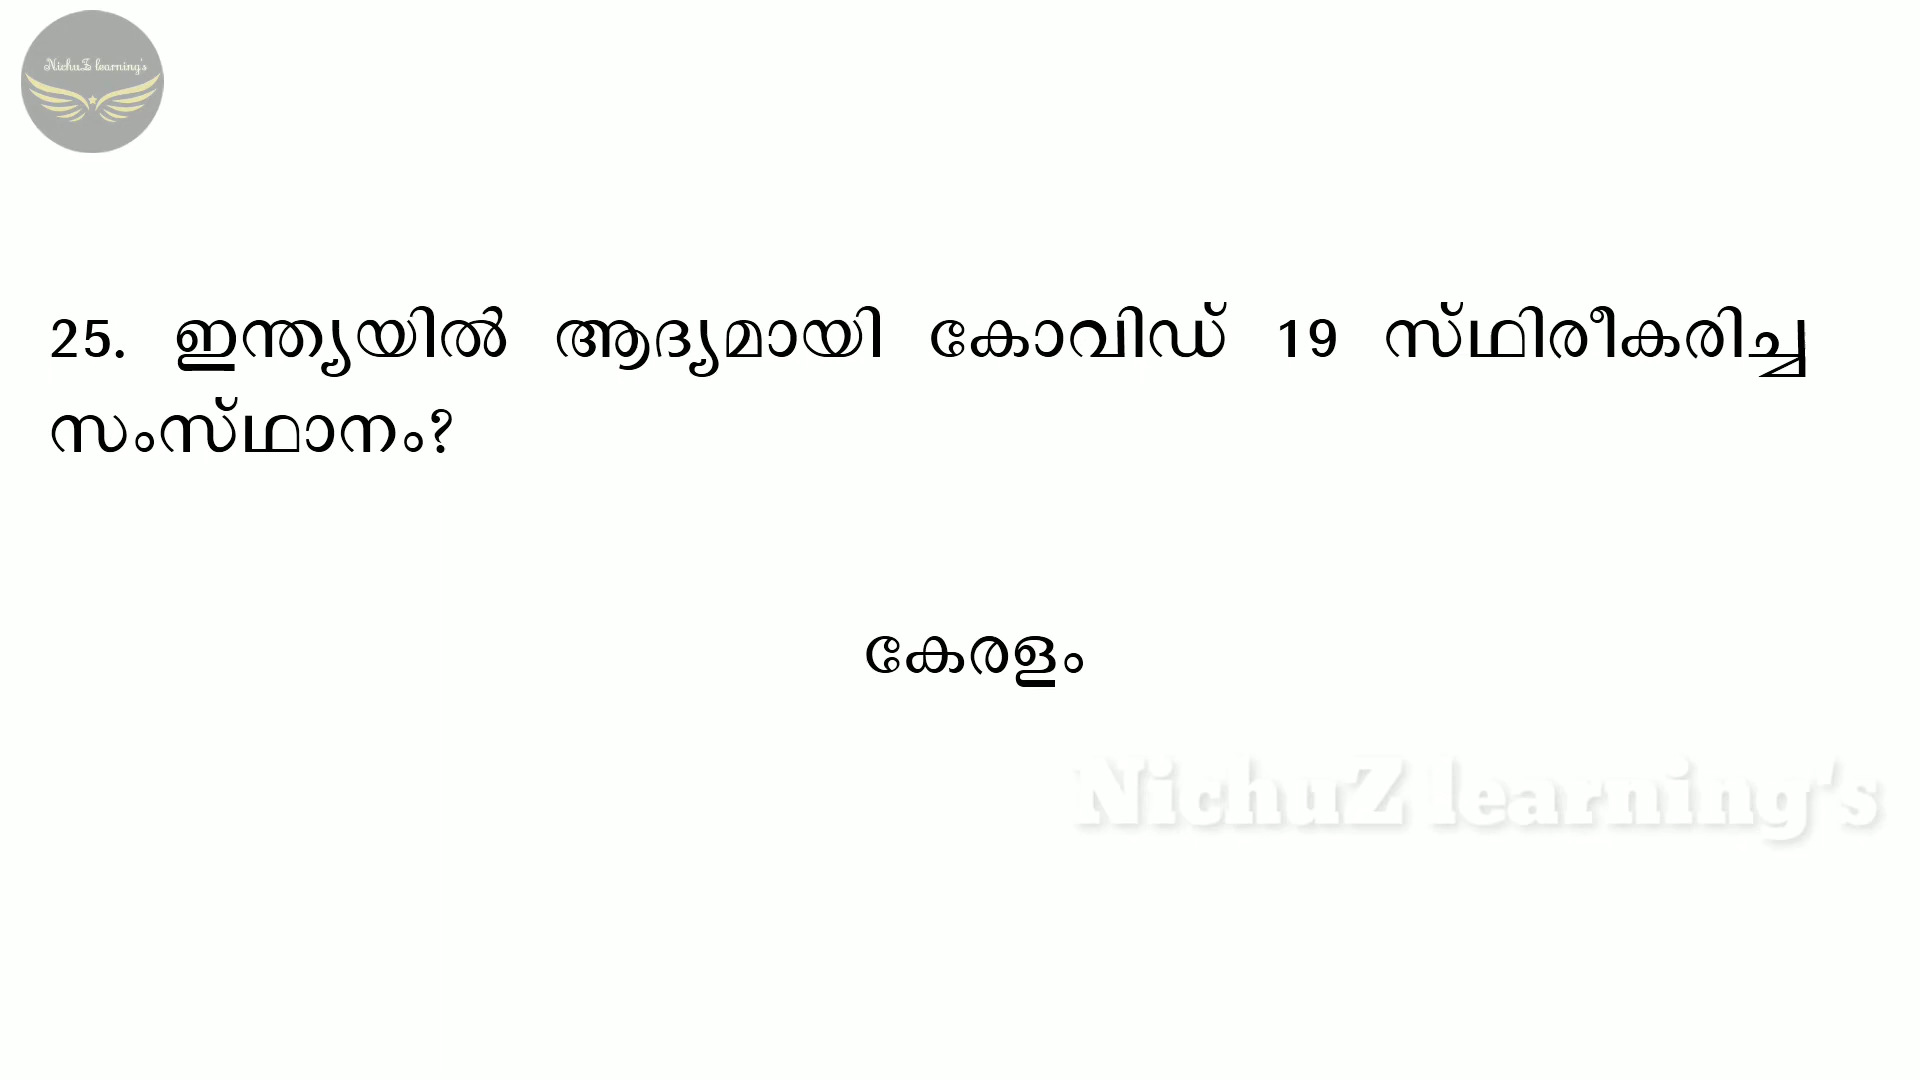 NichuZ learning's
25. ഇന്ത്യയിൽ ആദ്യമായി കോവിഡ് 19 സ്ഥിരീകരിച്ച
സംസ്ഥാനം?
കേരളം
NichuZ learning's